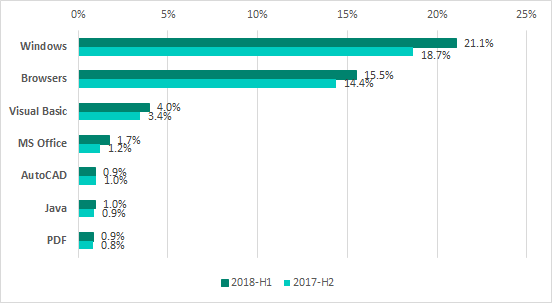 0% 5% 10% 15% 20% 25%
Windows 21.1%
18.7%
Browsers 15.5%
14.4%
Visual Basic 4.0%
3.4%
MS Office 1.7%
1.2%
AutoCAD 0.9%
1.0%
Java 1.0%
0.9%
PDF 0.9%
0.8%
2018-H1 2017-H2